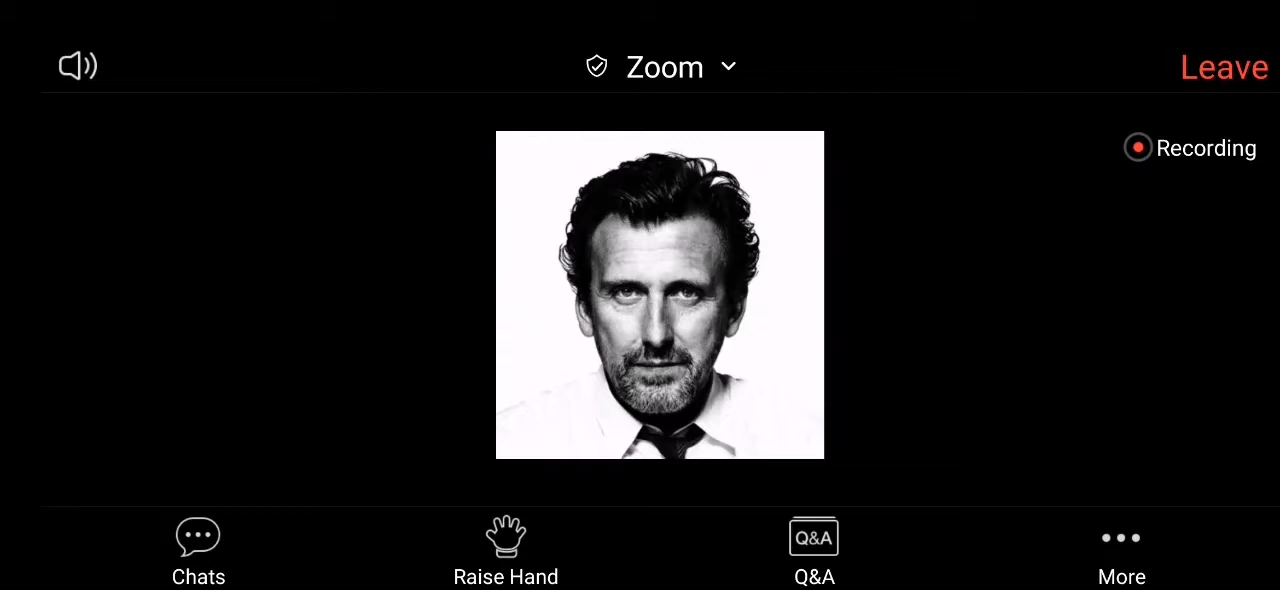 Zoom
Leave
Recording
Q&A
Chats
Raise Hand
Q&A
More